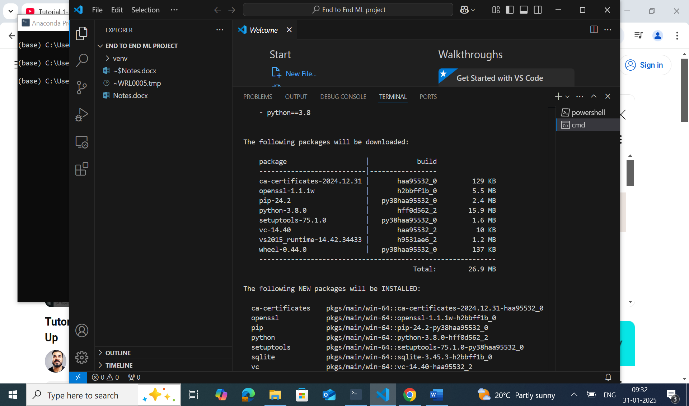 Tutorial 1:
Anaconda Pr
(base) C:\Use
(base) C:\Use
(base) C:\Use
File Edit Selection ···
End to End ML project
Sign in
EXPLORER
END TO END ML PROJECT
venv
~$Notes.docx
~WRL0005.tmp
Notes.docx
OUTLINE
TIMELINE
Welcome
Start
New File...
Walkthroughs
Get Started with VS Code
PROBLEMS OUTPUT DEBUG CONSOLE TERMINAL PORTS
powershell
cmd
- python==3.8
The following packages will be downloaded:
package | build
---------------------------|-----------------
ca-certificates-2024.12.31 | haa95532_0 129 KB
openssl-1.1.1w | h2bbff1b_0 5.5 MB
pip-24.2 | py38haa95532_0 2.4 MB
python-3.8.0 | hff0d562_2 15.9 MB
setuptools-75.1.0 | py38haa95532_0 1.6 MB
vc-14.40 | haa95532_2 10 KB
vs2015_runtime-14.42.34433 | h9531ae6_2 1.2 MB
wheel-0.44.0 | py38haa95532_0 137 KB
------------------------------------------------------------
Total: 26.9 MB
The following NEW packages will be INSTALLED:
ca-certificates pkgs/main/win-64::ca-certificates-2024.12.31-haa95532_0
openssl pkgs/main/win-64::openssl-1.1.1w-h2bbff1b_0
pip pkgs/main/win-64::pip-24.2-py38haa95532_0
python pkgs/main/win-64::python-3.8.0-hff0d562_2
setuptools pkgs/main/win-64::setuptools-75.1.0-py38haa95532_0
sqlite pkgs/main/win-64::sqlite-3.45.3-h2bbff1b_0
vc pkgs/main/win-64::vc-14.40-haa95532_2
Tutor
Up
0 0 0
Type here to search
20°C Partly sunny
ENG
09:32
31-01-2025